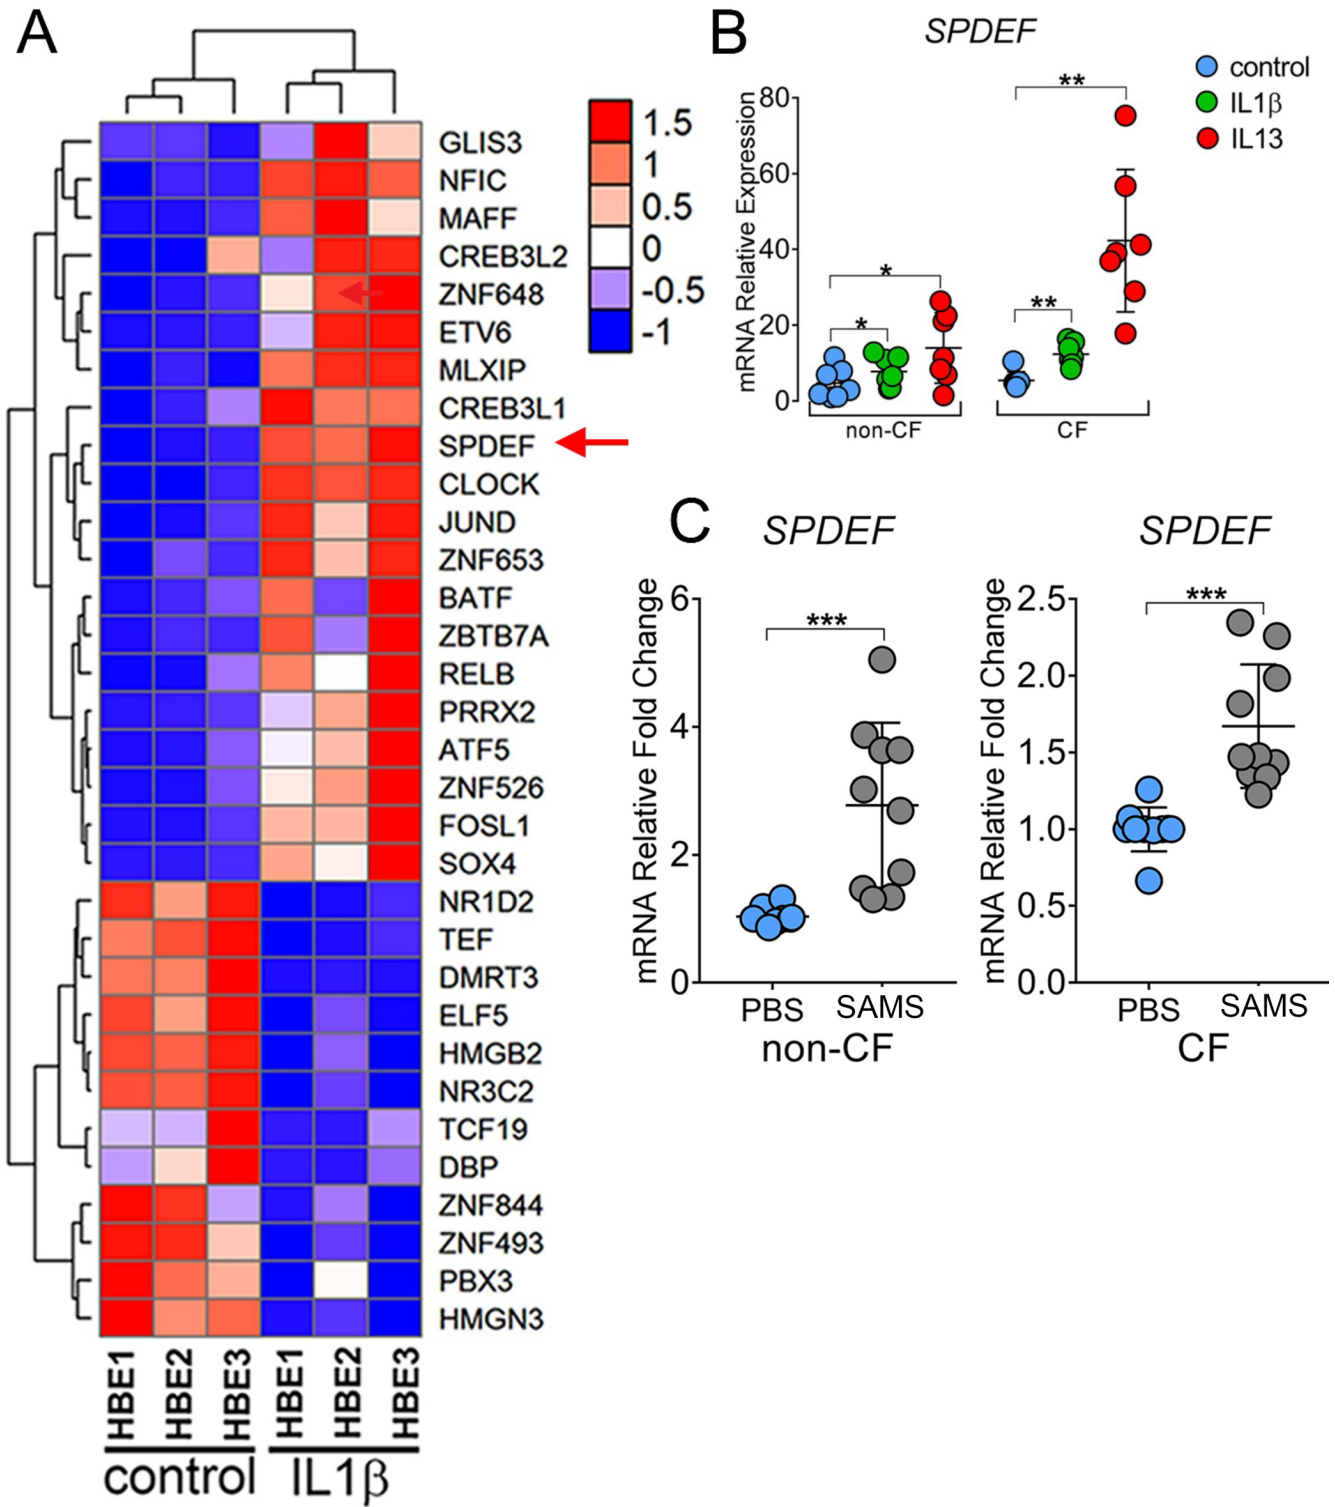 A
GLIS3
NFIC
MAFF
CREB3L2
ZNF648
ETV6
MLXIP
CREB3L1
SPDEF
CLOCK
JUND
ZNF653
BATF
ZBTB7A
RELB
PRRX2
ATF5
ZNF526
FOSL1
SOX4
NR1D2
TEF
DMRT3
ELF5
HMGB2
NR3C2
TCF19
DBP
ZNF844
ZNF493
PBX3
HMGN3
1.5
1
0.5
0
-0.5
-1
HBE1 HBE2 HBE3 HBE1 HBE2 HBE3
control IL1β
B
SPDEF
control
IL1β
IL13
mRNA Relative Expression
80
60
40
20
0
**
*
*
**
non-CF CF
C
SPDEF
mRNA Relative Fold Change
6
4
2
0
***
PBS SAMS
non-CF
SPDEF
mRNA Relative Fold Change
2.5
2.0
1.5
1.0
0.5
0.0
***
PBS SAMS
CF